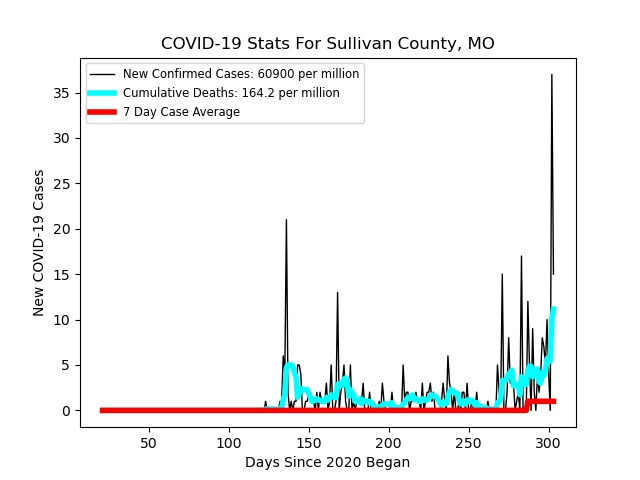 COVID-19 Stats For Sullivan County, MO
New Confirmed Cases: 60900 per million
Cumulative Deaths: 164.2 per million
7 Day Case Average
New COVID-19 Cases
35
30
25
20
15
10
5
0
50 100 150 200 250 300
Days Since 2020 Began